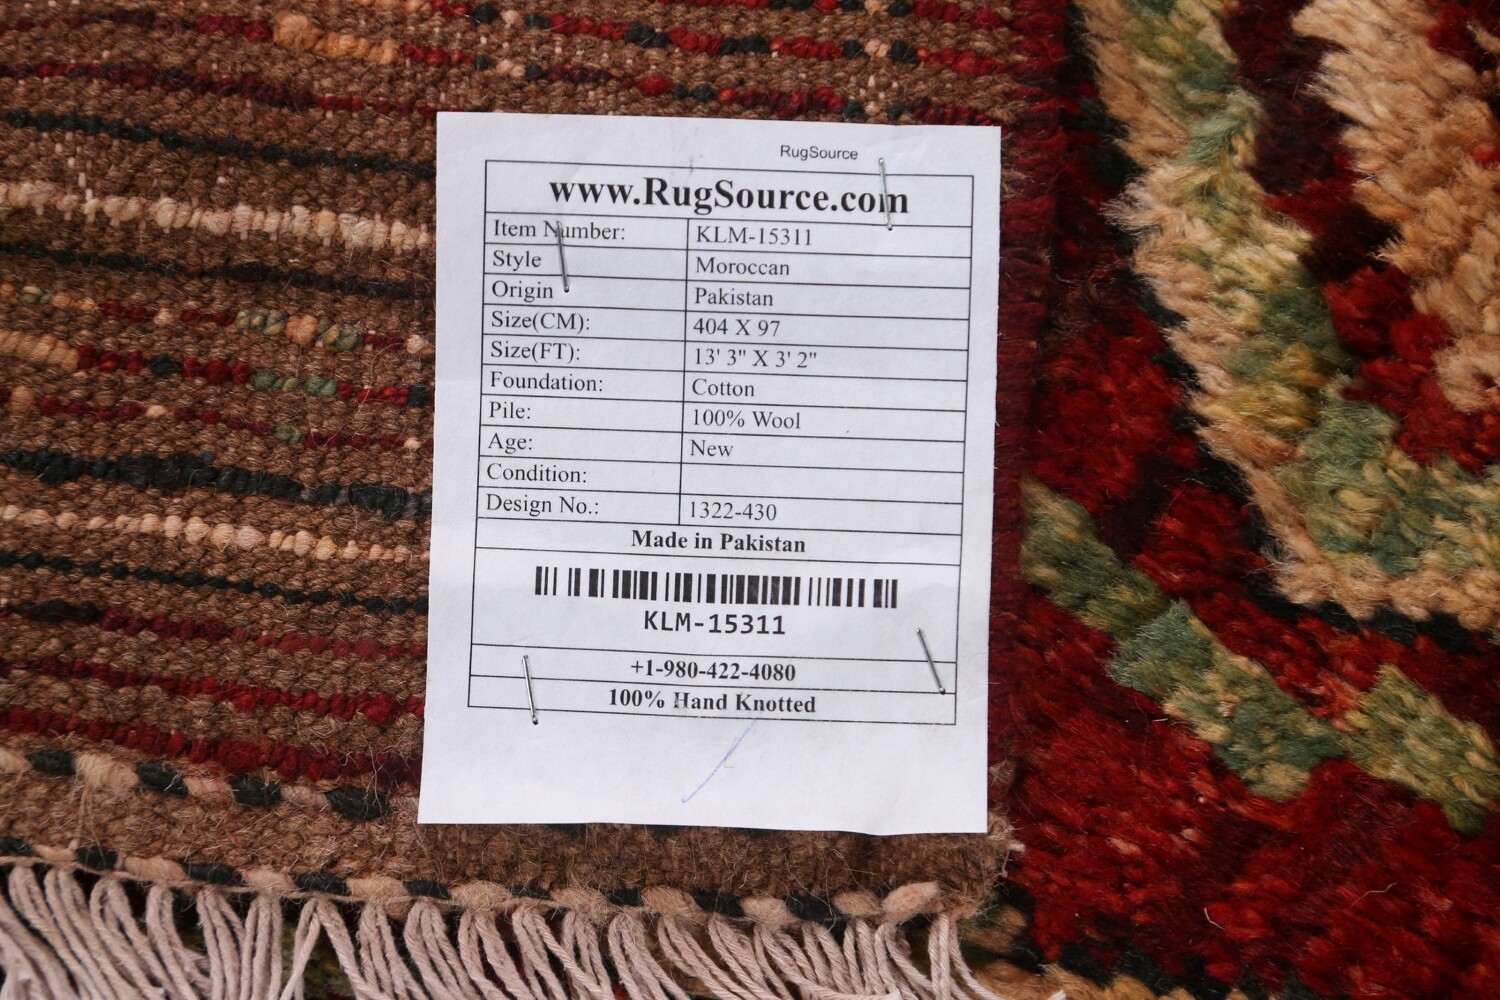 RugSource
www.RugSource.com
Item Number: KLM-15311
Style Moroccan
Origin Pakistan
Size(CM): 404 X 97
Size(FT): 13' 3" X 3' 2"
Foundation: Cotton
Pile: 100% Wool
Age: New
Condition:
Design No.: 1322-430
Made in Pakistan
KLM-15311
+1-980-422-4080
100% Hand Knotted